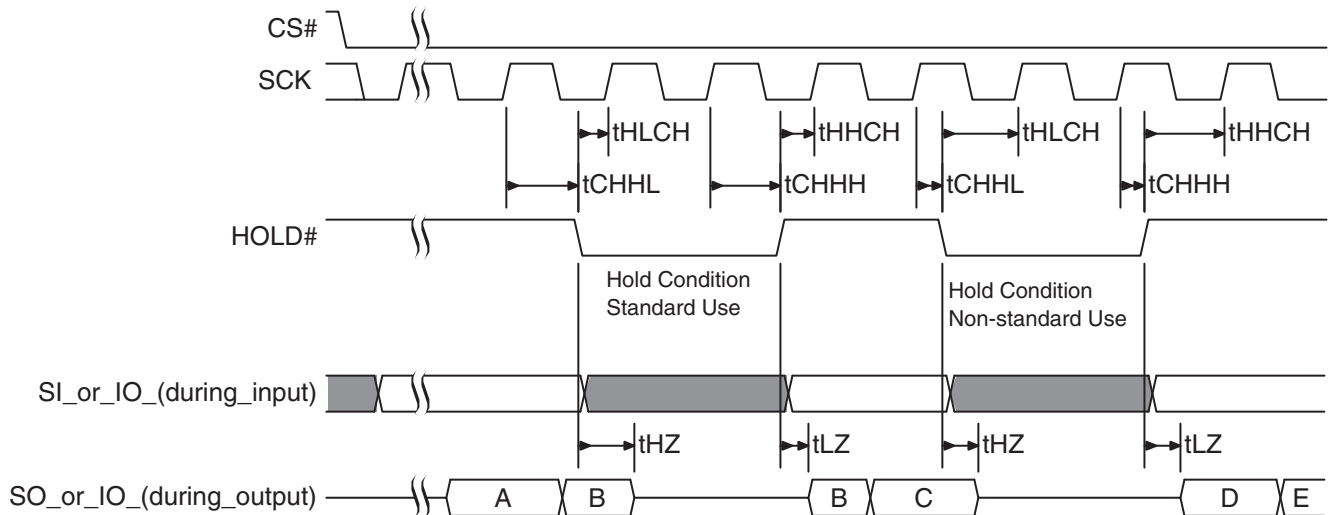 CS#
SCK
tHLCH tHHCH tHLCH tHHCH
tCHHL tCHHH tCHHL tCHHH
HOLD#
Hold Condition
Standard Use
Hold Condition
Non-standard Use
SI_or_IO_(during_input)
tHZ tLZ tHZ tLZ
SO_or_IO_(during_output) A B B C D E